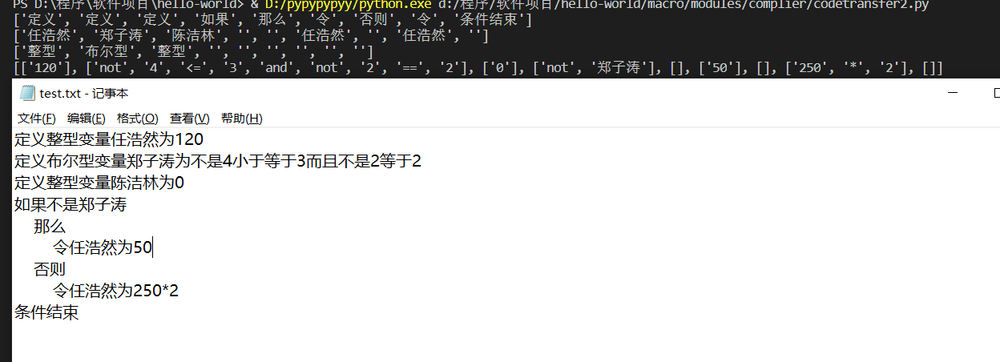 PS D:\程序\软件项目\hello-world> & D:/pypypypyy/python.exe d:/程序/软件项目/hello-world/macro/modules/complier/codetransfer2.py
['定义', '定义', '定义', '如果', '那么', '令', '否则', '令', '条件结束']
['任浩然', '郑子涛', '陈洁林', '', '', '任浩然', '', '任浩然', '']
['整型', '布尔型', '整型', '', '', '', '', '', '']
[['120'], ['not', '4', '<=', '3', 'and', 'not', '2', '==', '2'], ['0'], ['not', '郑子涛'], [], ['50'], [], ['250', '*', '2'], []]
test.txt - 记事本
文件(F) 编辑(E) 格式(O) 查看(V) 帮助(H)
定义整型变量任浩然为120
定义布尔型变量郑子涛为不是4小于等于3而且不是2等于2
定义整型变量陈洁林为0
如果不是郑子涛
那么
令任浩然为50
否则
令任浩然为250*2
条件结束